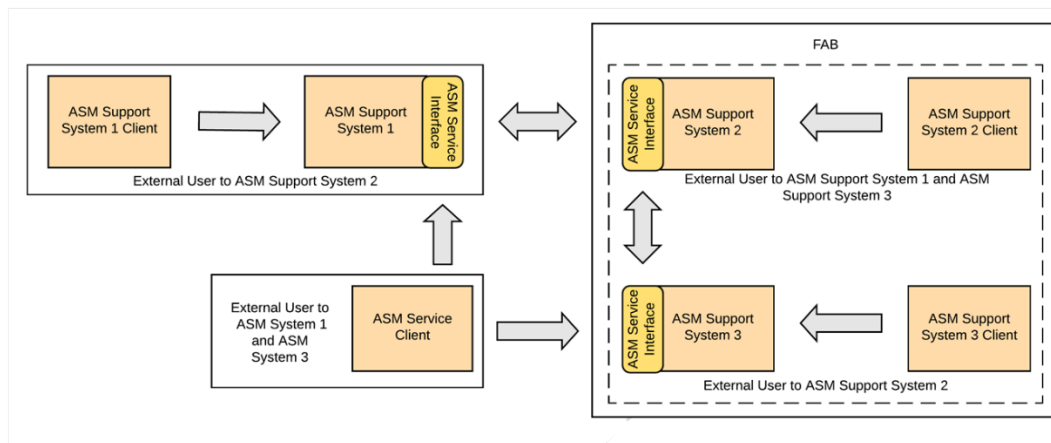 FAB
ASM Support
System 1 Client
ASM Support
System 1
ASM Service
Interface
External User to ASM Support System 2
ASM Service
Interface
ASM Support
System 2
ASM Support
System 2 Client
External User to ASM Support System 1 and ASM
Support System 3
External User to
ASM System 1
and ASM
System 3
ASM Service
Client
ASM Service
Interface
ASM Support
System 3
ASM Support
System 3 Client
External User to ASM Support System 2